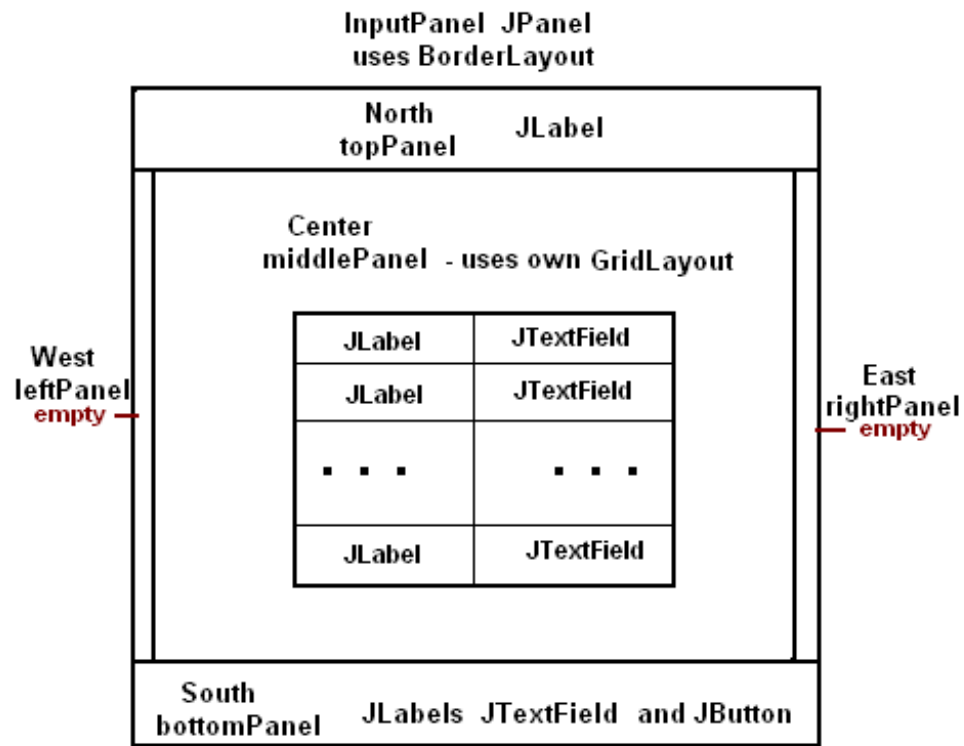 InputPanel JPanel
uses BorderLayout
North
topPanel
JLabel
Center
middlePanel - uses own GridLayout
JLabel
JTextField
JLabel
JTextField
West
leftPanel
empty
East
rightPanel
empty
. . .
. . .
JLabel
JTextField
South
bottomPanel
JLabels JTextField and JButton